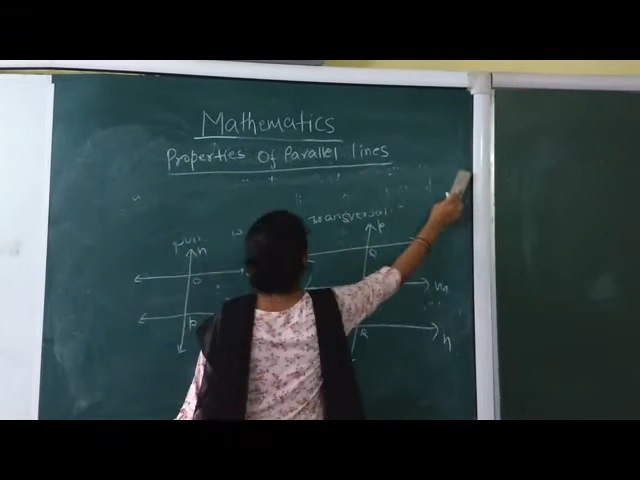 Mathematics
Properties of Parallel lines
Transversal
n
p
O
Q
m
P
R
n